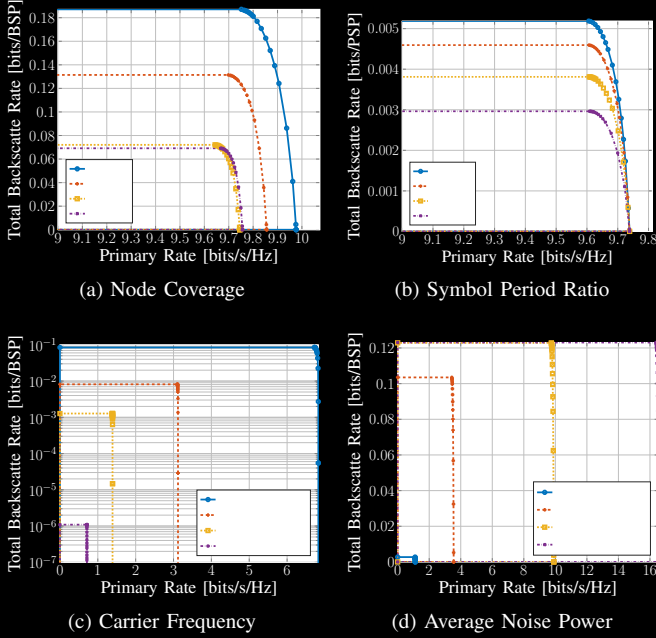 Total Backscatte Rate [bits/BSP]
0.187
0.16
0.14
0.12
0.1
0.08
0.06
0.04
0.02
0
9 9.1 9.2 9.3 9.4 9.5 9.6 9.7 9.8 9.9 10
Primary Rate [bits/s/Hz]
(a) Node Coverage
Total Backscatte Rate [bits/PSP]
0.005
0.004
0.003
0.002
0.001
0
9 9.1 9.2 9.3 9.4 9.5 9.6 9.7 9.8
Primary Rate [bits/s/Hz]
(b) Symbol Period Ratio
Total Backscatte Rate [bits/BSP]
10−1
10−2
10−3
10−4
10−5
10−6
10−7
0 1 2 3 4 5 6
Primary Rate [bits/s/Hz]
(c) Carrier Frequency
Total Backscatte Rate [bits/BSP]
0.12
0.1
0.08
0.06
0.04
0.02
0
0 2 4 6 8 10 12 14 16
Primary Rate [bits/s/Hz]
(d) Average Noise Power